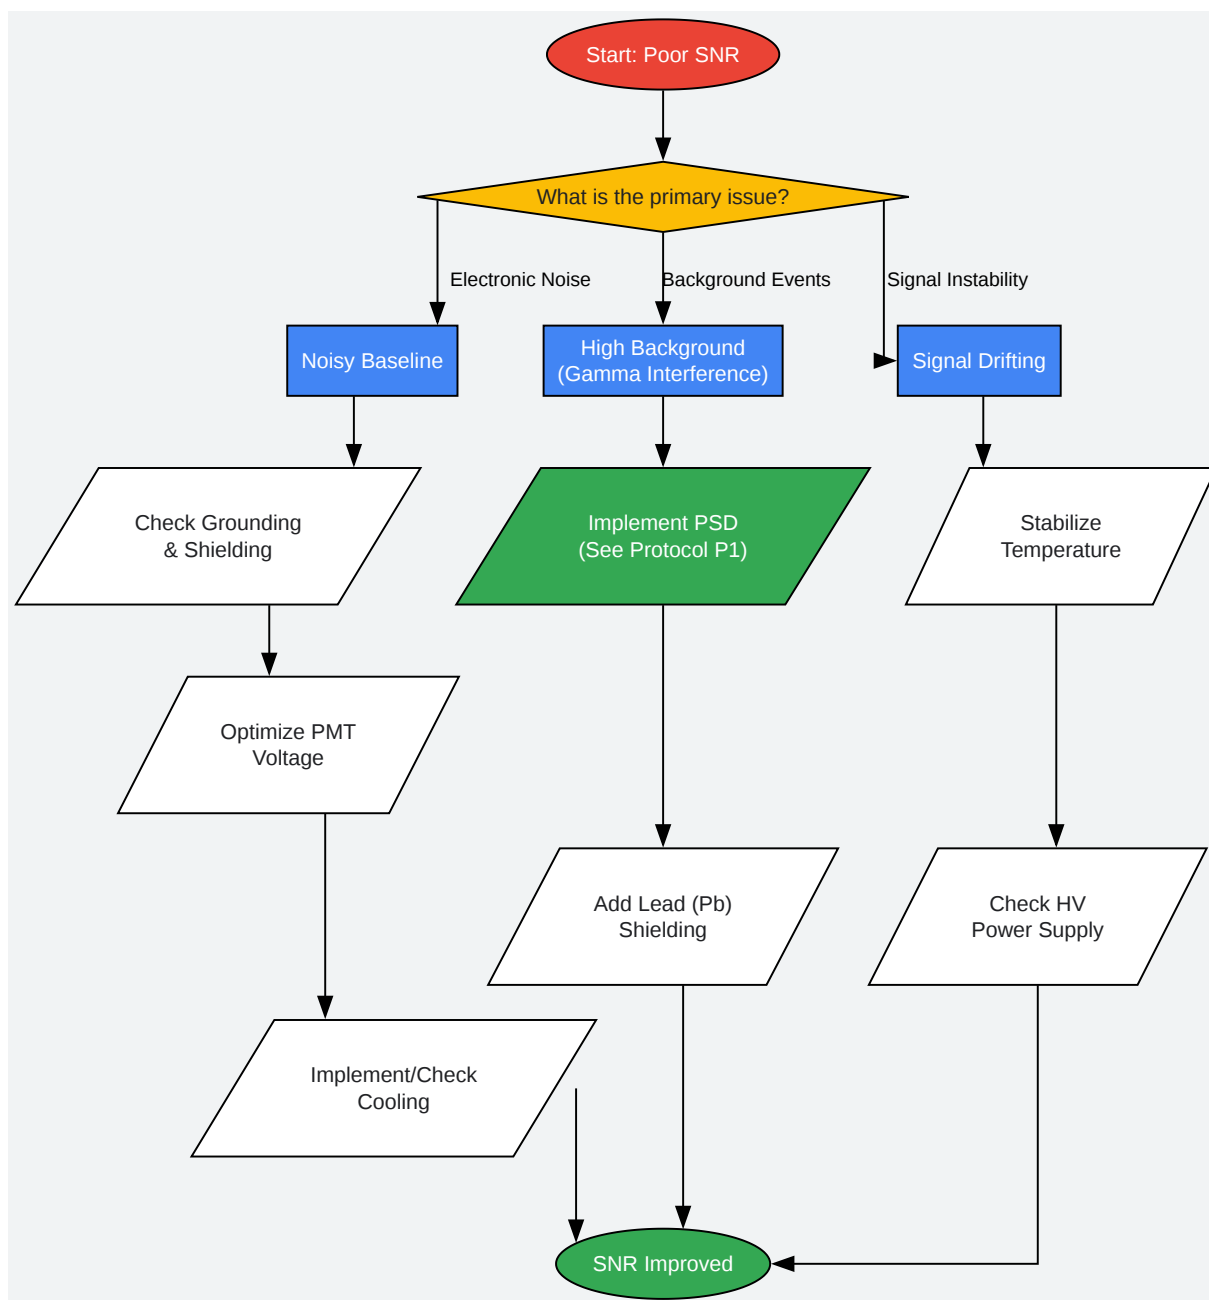 Start: Poor SNR
What is the primary issue?
Electronic Noise
Background Events
Signal Instability
Noisy Baseline
High Background
(Gamma Interference)
Signal Drifting
Check Grounding
& Shielding
Implement PSD
(See Protocol P1)
Stabilize
Temperature
Optimize PMT
Voltage
Add Lead (Pb)
Shielding
Check HV
Power Supply
Implement/Check
Cooling
SNR Improved